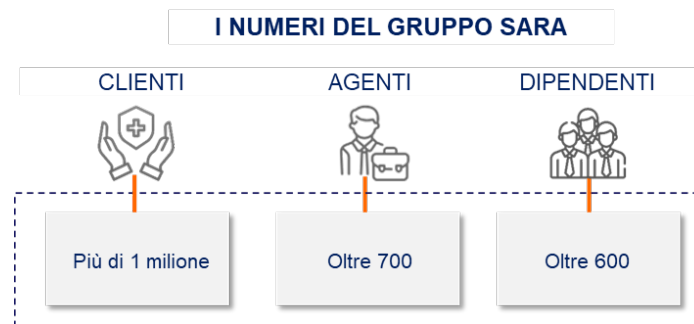 I NUMERI DEL GRUPPO SARA
CLIENTI
AGENTI
DIPENDENTI
Più di 1 milione
Oltre 700
Oltre 600